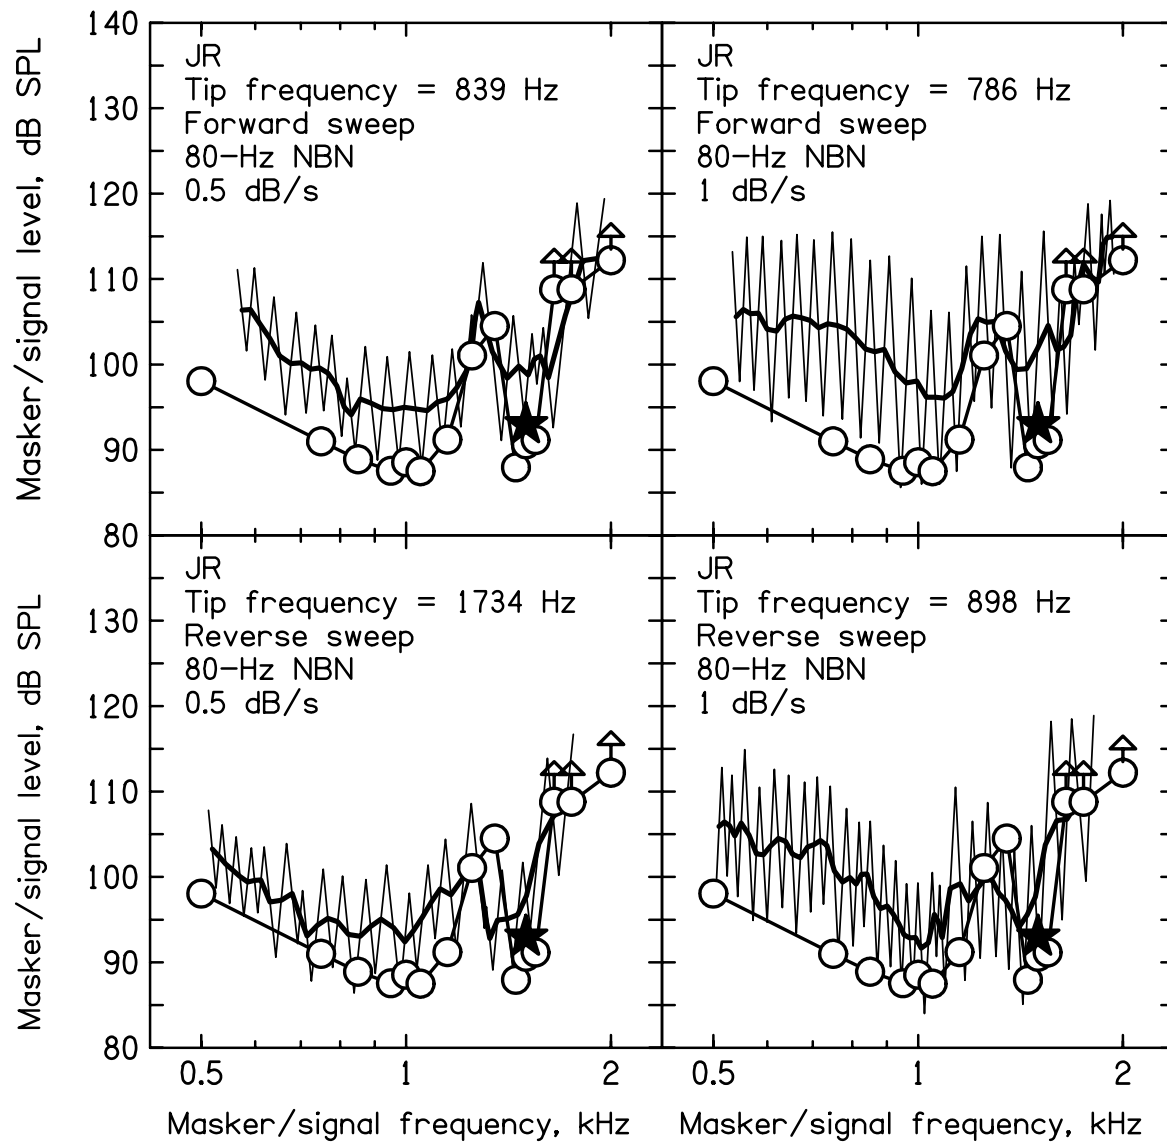 Masker/signal level, dB SPL
140
130
120
110
100
90
80
JR
Tip frequency = 839 Hz
Forward sweep
80-Hz NBN
0.5 dB/s
JR
Tip frequency = 786 Hz
Forward sweep
80-Hz NBN
1 dB/s
Masker/signal level, dB SPL
130
120
110
100
90
80
JR
Tip frequency = 1734 Hz
Reverse sweep
80-Hz NBN
0.5 dB/s
JR
Tip frequency = 898 Hz
Reverse sweep
80-Hz NBN
1 dB/s
0.5 1 2
0.5 1 2
Masker/signal frequency, kHz
Masker/signal frequency, kHz